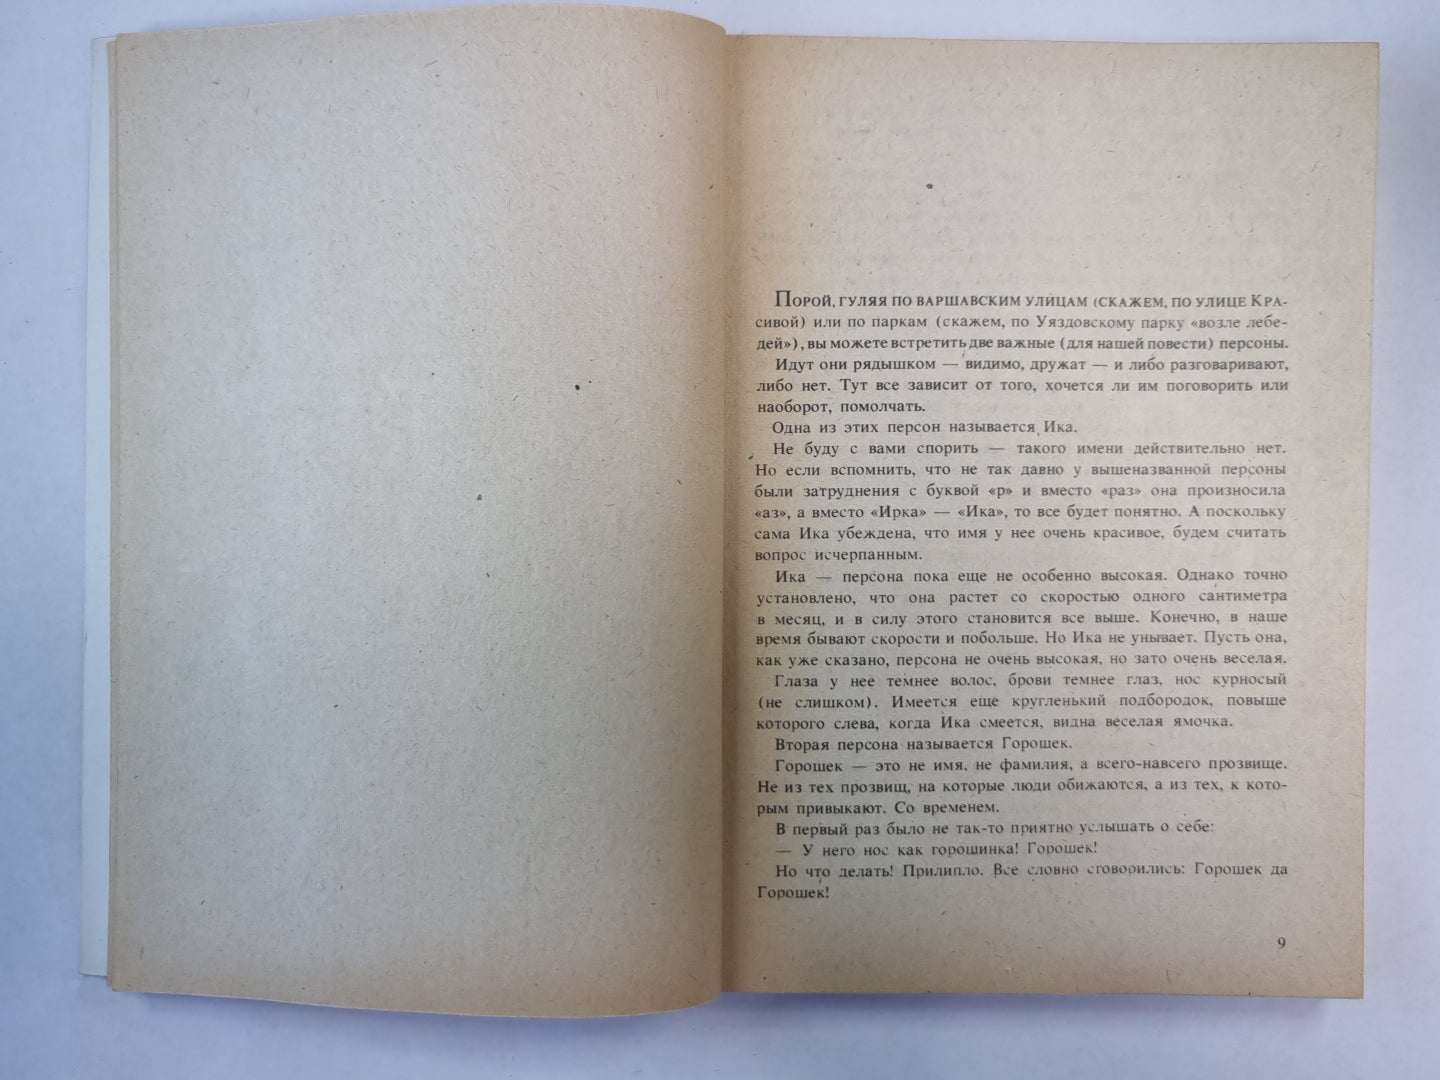 Порой, гуляя по варшавским улицам (скажем, по улице Кра-
сивой) или по паркам (скажем, по Уяздовскому парку «возле лебе-
дей»), вы можете встретить две важные (для нашей повести) персоны.
Идут они рядышком — видимо, дружат — и либо разговаривают,
либо нет. Тут все зависит от того, хочется ли им поговорить или
наоборот, помолчать.
Одна из этих персон называется Ика.
Не буду с вами спорить — такого имени действительно нет.
Но если вспомнить, что не так давно у вышеназванной персоны
были затруднения с буквой «р» и вместо «раз» она произносила
«аз», а вместо «Ирка» — «Ика», то все будет понятно. А поскольку
сама Ика убеждена, что имя у нее очень красивое, будем считать
вопрос исчерпанным.
Ика — персона пока еще не особенно высокая. Однако точно
установлено, что она растет со скоростью одного сантиметра
в месяц, и в силу этого становится все выше. Конечно, в наше
время бывают скорости и побольше. Но Ика не унывает. Пусть она,
как уже сказано, персона не очень высокая, но зато очень веселая.
Глаза у нее темнее волос, брови темнее глаз, нос курносый
(не слишком). Имеется еще кругленький подбородок, повыше
которого слева, когда Ика смеется, видна веселая ямочка.
Вторая персона называется Горошек.
Горошек — это не имя, не фамилия, а всего-навсего прозвище.
Не из тех прозвищ, на которые люди обижаются, а из тех, к кото-
рым привыкают. Со временем.
В первый раз было не так-то приятно услышать о себе:
— У него нос как горошинка! Горошек!
Но что делать! Прилипло. Все словно сговорились: Горошек да
Горошек!
9